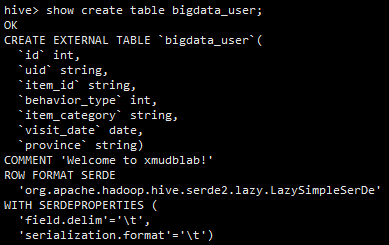 hive> show create table bigdata_user;
OK
CREATE EXTERNAL TABLE `bigdata_user`(
  `id` int,
  `uid` string,
  `item_id` string,
  `behavior_type` int,
  `item_category` string,
  `visit_date` date,
  `province` string)
COMMENT 'Welcome to xmudblab!'
ROW FORMAT SERDE
  'org.apache.hadoop.hive.serde2.lazy.LazySimpleSerDe'
WITH SERDEPROPERTIES (
  'field.delim'='\t',
  'serialization.format'='\t')